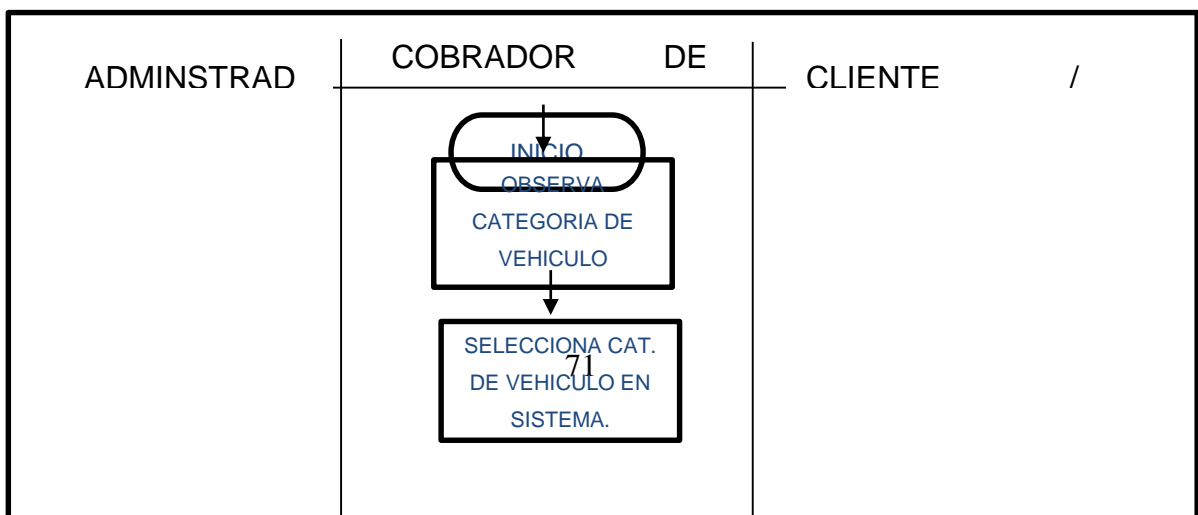 ADMINSTRAD
COBRADOR DE
CLIENTE /
INICIO
OBSERVA
CATEGORIA DE
VEHICULO
SELECCIONA CAT.
DE VEHICULO EN
SISTEMA.
71